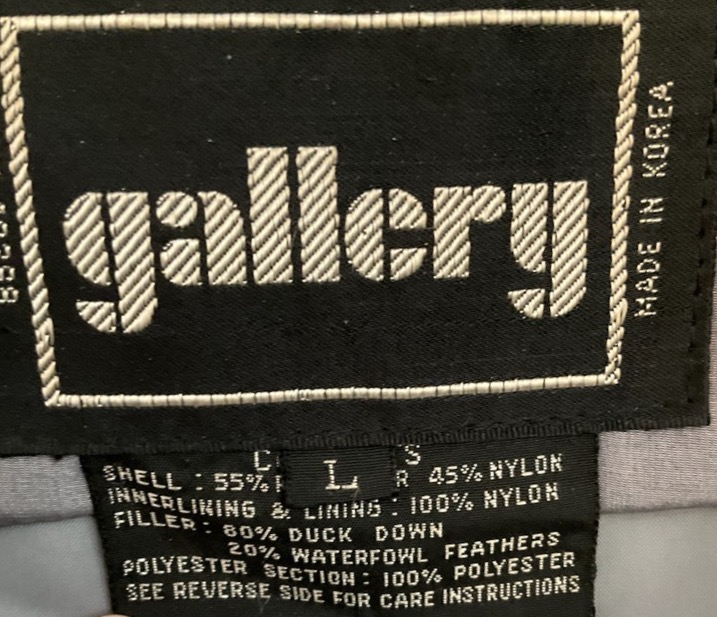 gallery
MADE IN KOREA
L
SHELL : 55% 45% NYLON
INNERLINING & LINING : 100% NYLON
FILLER : 80% DUCK DOWN
20% WATERFOWL FEATHERS
POLYESTER SECTION : 100% POLYESTER
SEE REVERSE SIDE FOR CARE INSTRUCTIONS